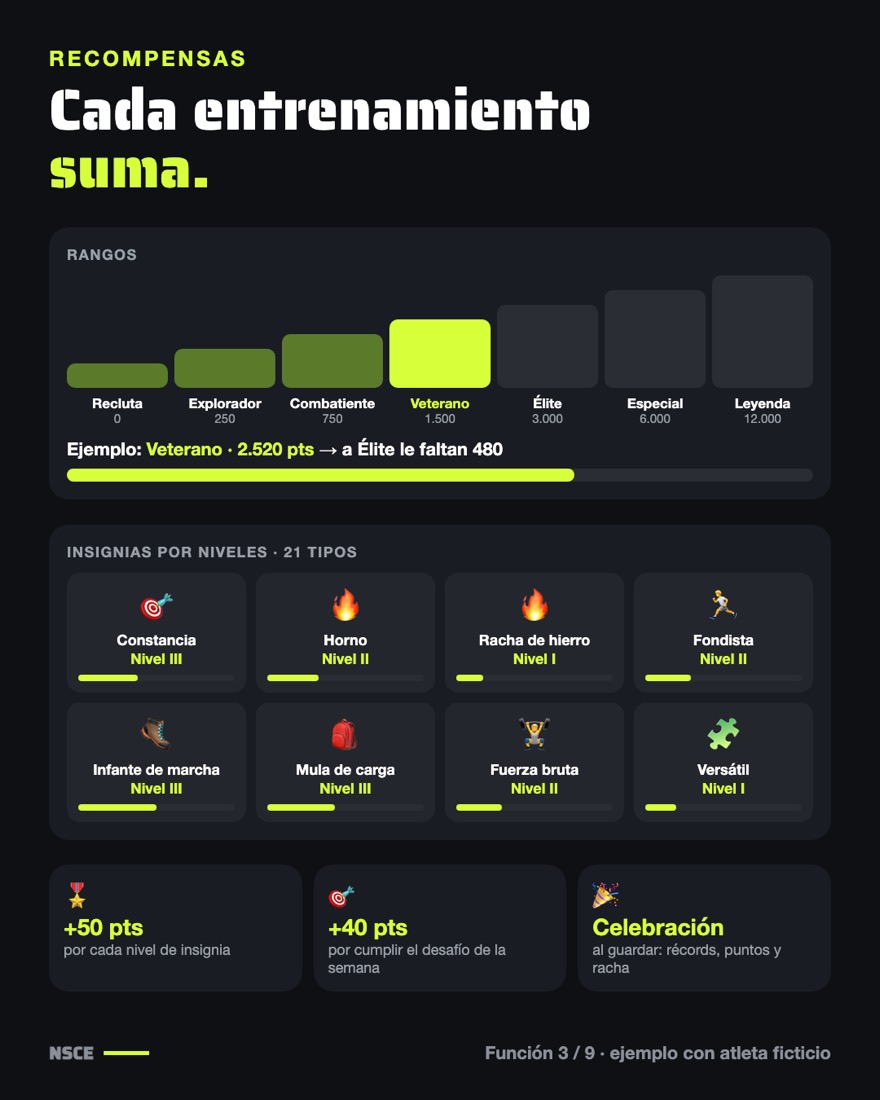 RECOMPENSAS
Cada entrenamiento
suma.
RANGOS
Recluta
0
Explorador
250
Combatiente
750
Veterano
1.500
Élite
3.000
Especial
6.000
Leyenda
12.000
Ejemplo: Veterano · 2.520 pts → a Élite le faltan 480
INSIGNIAS POR NIVELES · 21 TIPOS
Constancia
Nivel III
Horno
Nivel II
Racha de hierro
Nivel I
Fondista
Nivel II
Infante de marcha
Nivel III
Mula de carga
Nivel III
Fuerza bruta
Nivel II
Versátil
Nivel I
+50 pts
por cada nivel de insignia
+40 pts
por cumplir el desafío de la
semana
Celebración
al guardar: récords, puntos y
racha
NSCE
Función 3 / 9 · ejemplo con atleta ficticio